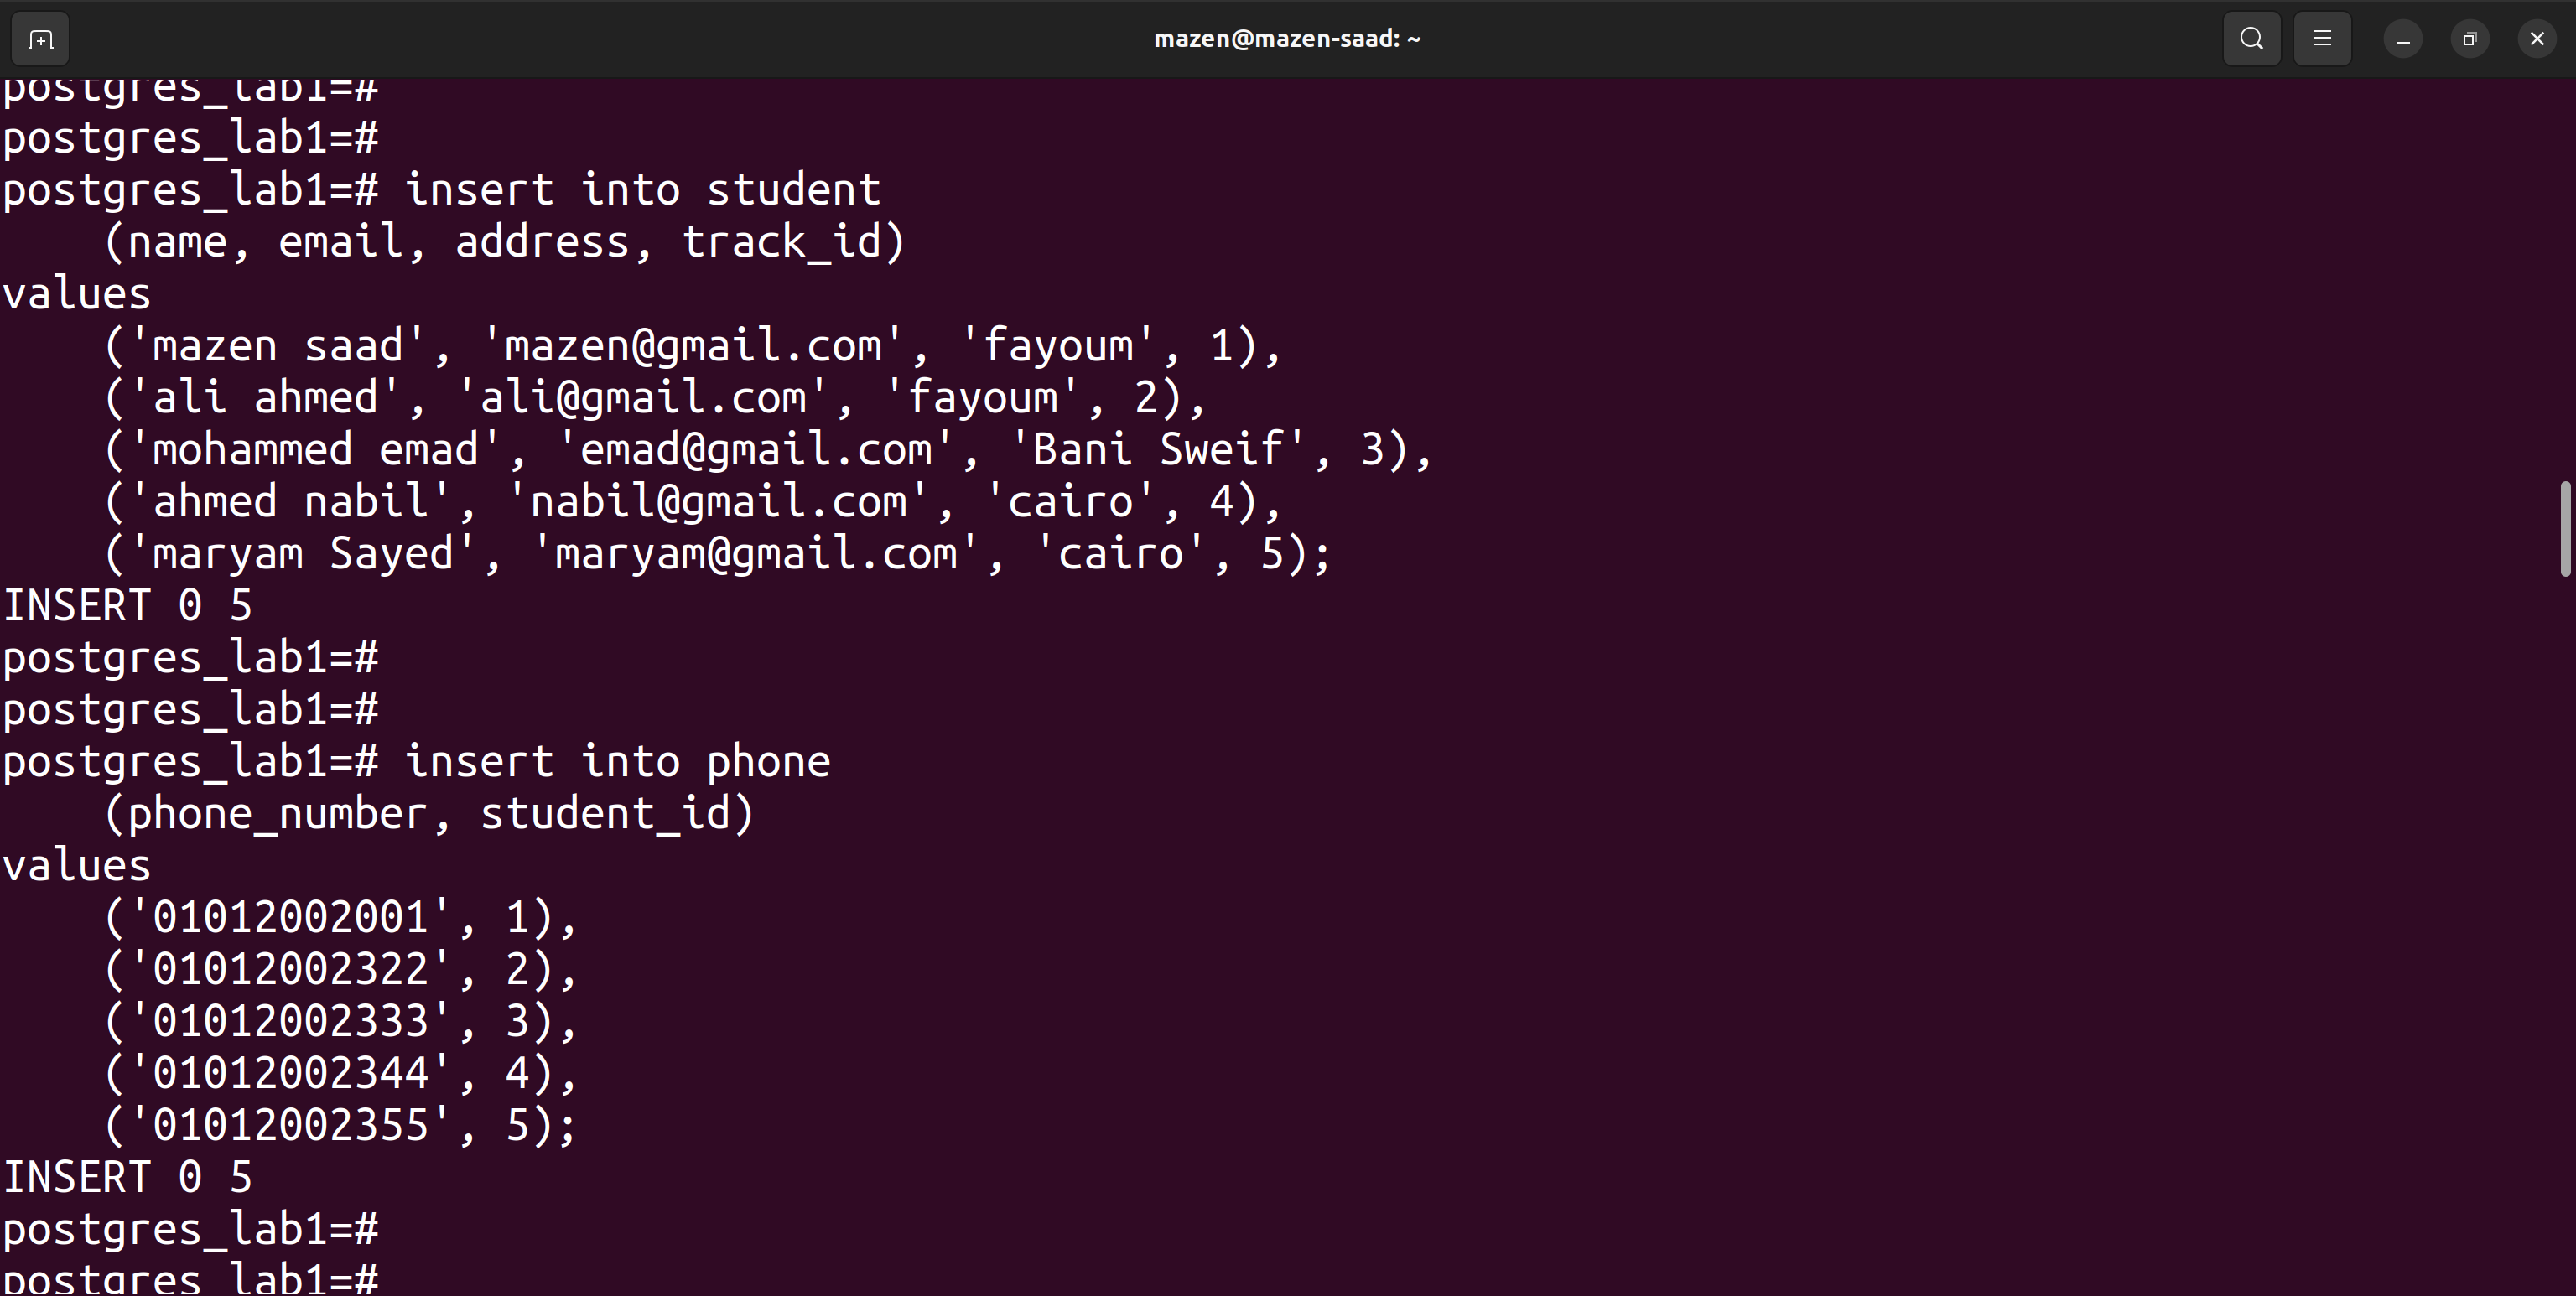 mazen@mazen-saad: ~
postgres_lab1=#
postgres_lab1=#
postgres_lab1=# insert into student
    (name, email, address, track_id)
values
    ('mazen saad', 'mazen@gmail.com', 'fayoum', 1),
    ('ali ahmed', 'ali@gmail.com', 'fayoum', 2),
    ('mohammed emad', 'emad@gmail.com', 'Bani Sweif', 3),
    ('ahmed nabil', 'nabil@gmail.com', 'cairo', 4),
    ('maryam Sayed', 'maryam@gmail.com', 'cairo', 5);
INSERT 0 5
postgres_lab1=#
postgres_lab1=#
postgres_lab1=# insert into phone
    (phone_number, student_id)
values
    ('01012002001', 1),
    ('01012002322', 2),
    ('01012002333', 3),
    ('01012002344', 4),
    ('01012002355', 5);
INSERT 0 5
postgres_lab1=#
postgres_lab1=#